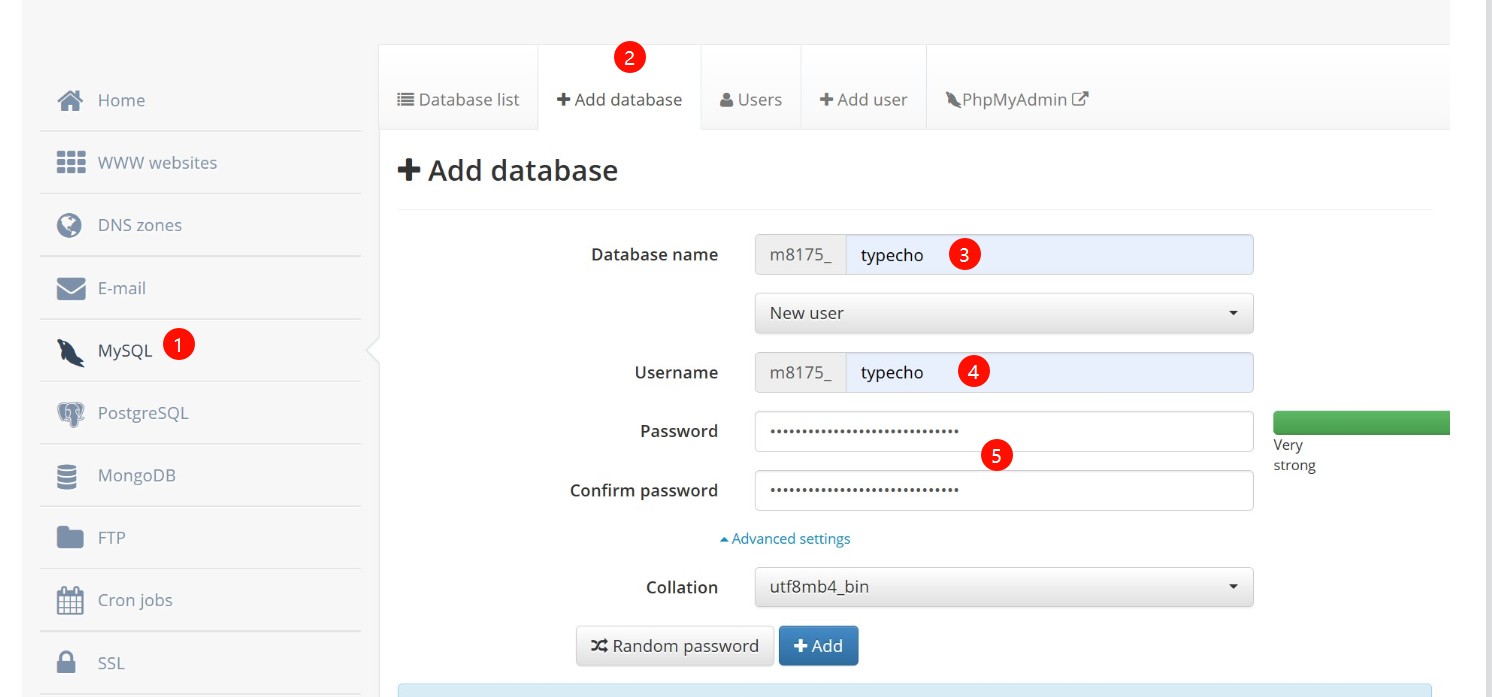 2
Home
Database list
Add database
Users
Add user
PhpMyAdmin
Add database
WWW websites
DNS zones
E-mail
MySQL 1
PostgreSQL
MongoDB
FTP
Cron jobs
SSL
Database name m8175_ typecho 3
New user
Username m8175_ typecho 4
Password •••••••••••••••••••••••••••••
Very
strong
5
Confirm password •••••••••••••••••••••••••••••
Advanced settings
Collation utf8mb4_bin
Random password
Add